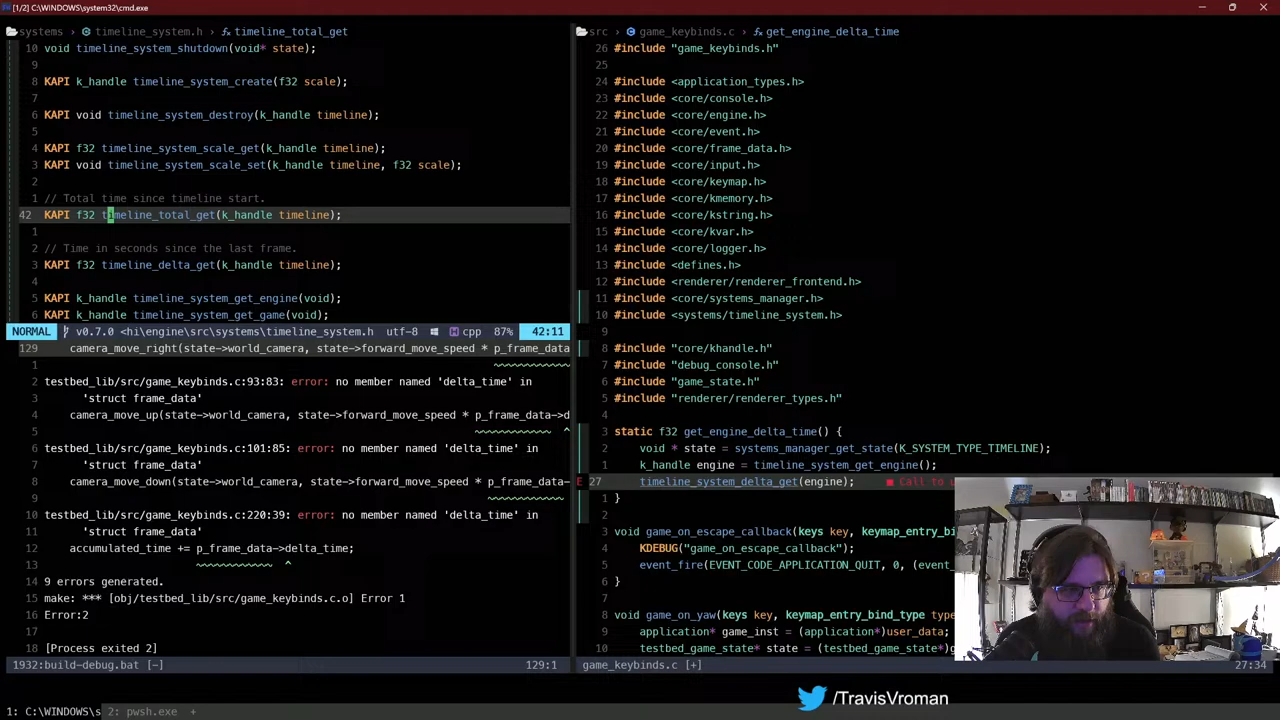 [1/2] C:\WINDOWS\system32\cmd.exe
systems > timeline_system.h > timeline_total_get
10 void timeline_system_shutdown(void* state);
9
8 KAPI k_handle timeline_system_create(f32 scale);
7
6 KAPI void timeline_system_destroy(k_handle timeline);
5
4 KAPI f32 timeline_system_scale_get(k_handle timeline);
3 KAPI void timeline_system_scale_set(k_handle timeline, f32 scale);
2
1 // Total time since timeline start.
42 KAPI f32 timeline_total_get(k_handle timeline);
1
2 // Time in seconds since the last frame.
3 KAPI f32 timeline_delta_get(k_handle timeline);
4
5 KAPI k_handle timeline_system_get_engine(void);
6 KAPI k_handle timeline_system_get_game(void);
NORMAL v0.7.0 <hi\engine\src\systems\timeline_system.h utf-8 cpp 87% 42:11
129 camera_move_right(state->world_camera, state->forward_move_speed * p_frame_data
1 ~~~~~~~~~~~~
2 testbed_lib/src/game_keybinds.c:93:83: error: no member named 'delta_time' in
3 'struct frame_data'
4 camera_move_up(state->world_camera, state->forward_move_speed * p_frame_data->d
5 ~~~~~~~~~~~~ ^
6 testbed_lib/src/game_keybinds.c:101:85: error: no member named 'delta_time' in
7 'struct frame_data'
8 camera_move_down(state->world_camera, state->forward_move_speed * p_frame_data-
9 ~~~~~~~~~~~~
10 testbed_lib/src/game_keybinds.c:220:39: error: no member named 'delta_time' in
11 'struct frame_data'
12 accumulated_time += p_frame_data->delta_time;
13 ~~~~~~~~~~~~ ^
14 9 errors generated.
15 make: *** [obj/testbed_lib/src/game_keybinds.c.o] Error 1
16 Error:2
17
18 [Process exited 2]
1932:build-debug.bat [-] 129:1
src > game_keybinds.c > get_engine_delta_time
26 #include "game_keybinds.h"
25
24 #include <application_types.h>
23 #include <core/console.h>
22 #include <core/engine.h>
21 #include <core/event.h>
20 #include <core/frame_data.h>
19 #include <core/input.h>
18 #include <core/keymap.h>
17 #include <core/kmemory.h>
16 #include <core/kstring.h>
15 #include <core/kvar.h>
14 #include <core/logger.h>
13 #include <defines.h>
12 #include <renderer/renderer_frontend.h>
11 #include <core/systems_manager.h>
10 #include <systems/timeline_system.h>
9
8 #include "core/khandle.h"
7 #include "debug_console.h"
6 #include "game_state.h"
5 #include "renderer/renderer_types.h"
4
3 static f32 get_engine_delta_time() {
2 void * state = systems_manager_get_state(K_SYSTEM_TYPE_TIMELINE);
1 k_handle engine = timeline_system_get_engine();
E 27 timeline_system_delta_get(engine); ■ Call to
1 }
2
3 void game_on_escape_callback(keys key, keymap_entry_bi
4 KDEBUG("game_on_escape_callback");
5 event_fire(EVENT_CODE_APPLICATION_QUIT, 0, (event_
6 }
7
8 void game_on_yaw(keys key, keymap_entry_bind_type type
9 application* game_inst = (application*)user_data;
10 testbed_game_state* state = (testbed_game_state*)g
game_keybinds.c [+] 27:34
/TravisVroman
1: C:\WINDOWS\s 2: pwsh.exe +